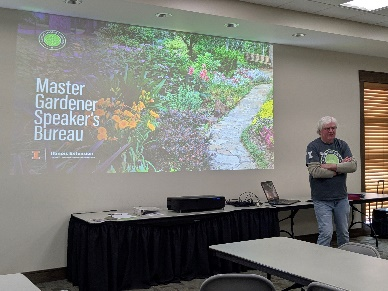 Master
Gardener
Speaker's
Bureau
Illinois Extension